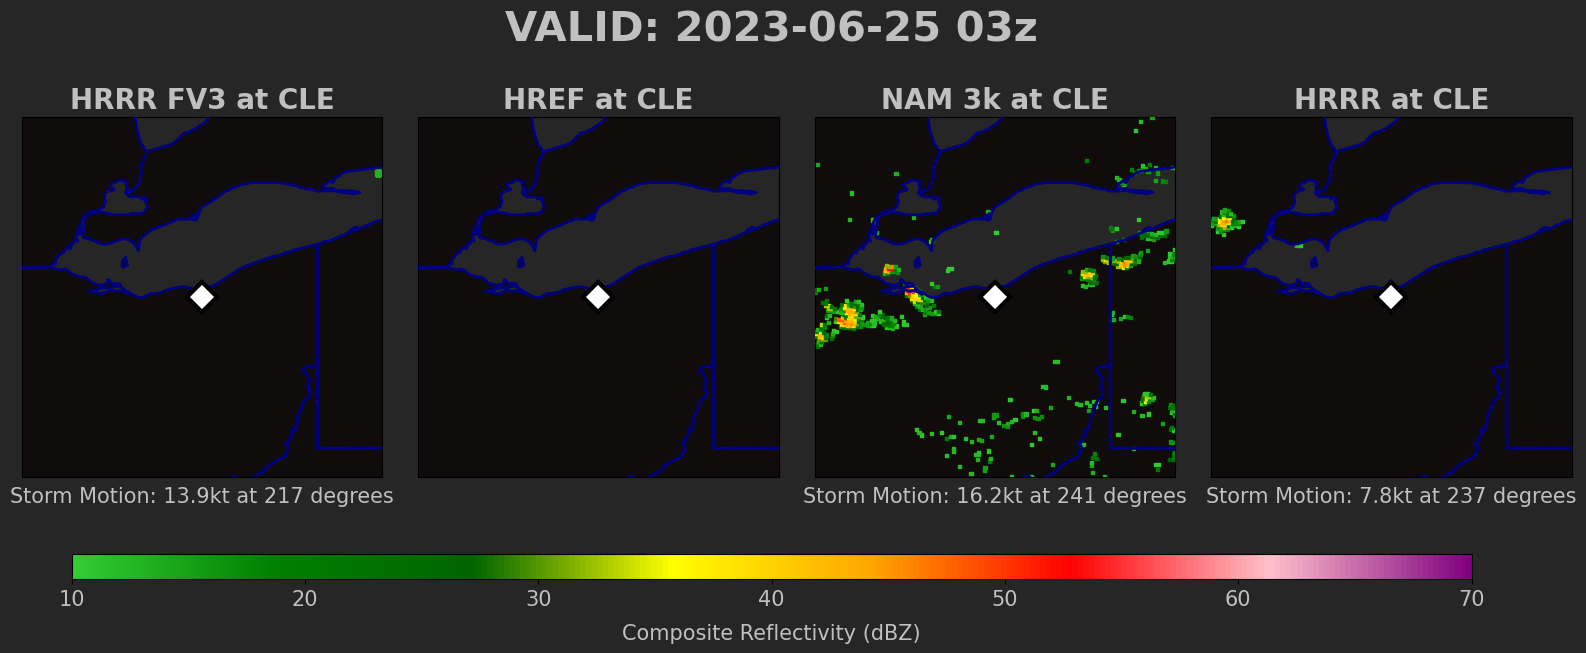 VALID: 2023-06-25 03z
HRRR FV3 at CLE
HREF at CLE
NAM 3k at CLE
HRRR at CLE
Storm Motion: 13.9kt at 217 degrees
Storm Motion: 16.2kt at 241 degrees
Storm Motion: 7.8kt at 237 degrees
10 20 30 40 50 60 70
Composite Reflectivity (dBZ)